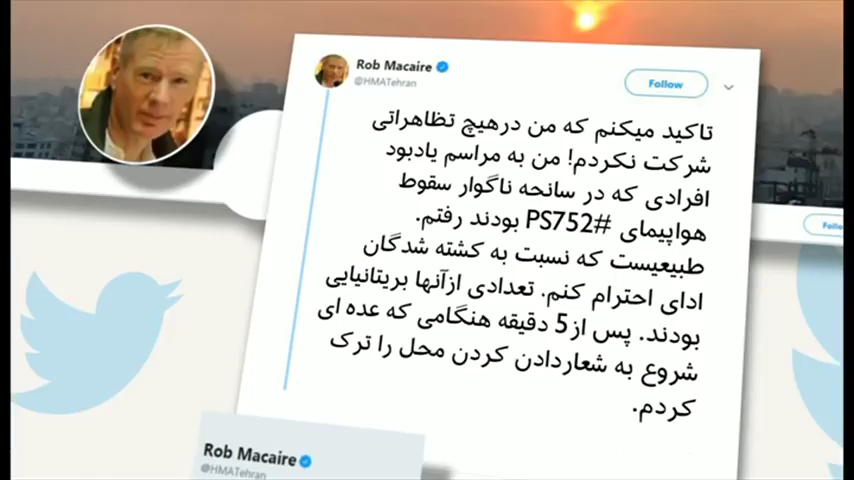 Rob Macaire
@HMATehran
Follow
تاکید میکنم که من درهیچ تظاهراتی
شرکت نکردم! من به مراسم یادبود
افرادی که در سانحه ناگوار سقوط
هواپیمای #PS752 بودند رفتم.
طبیعیست که نسبت به کشته شدگان
ادای احترام کنم. تعدادی ازآنها بریتانیایی
بودند. پس از5 دقیقه هنگامی که عده ای
شروع به شعاردادن کردن محل را ترک
کردم.
Follo
Rob Macaire
@HMATehran